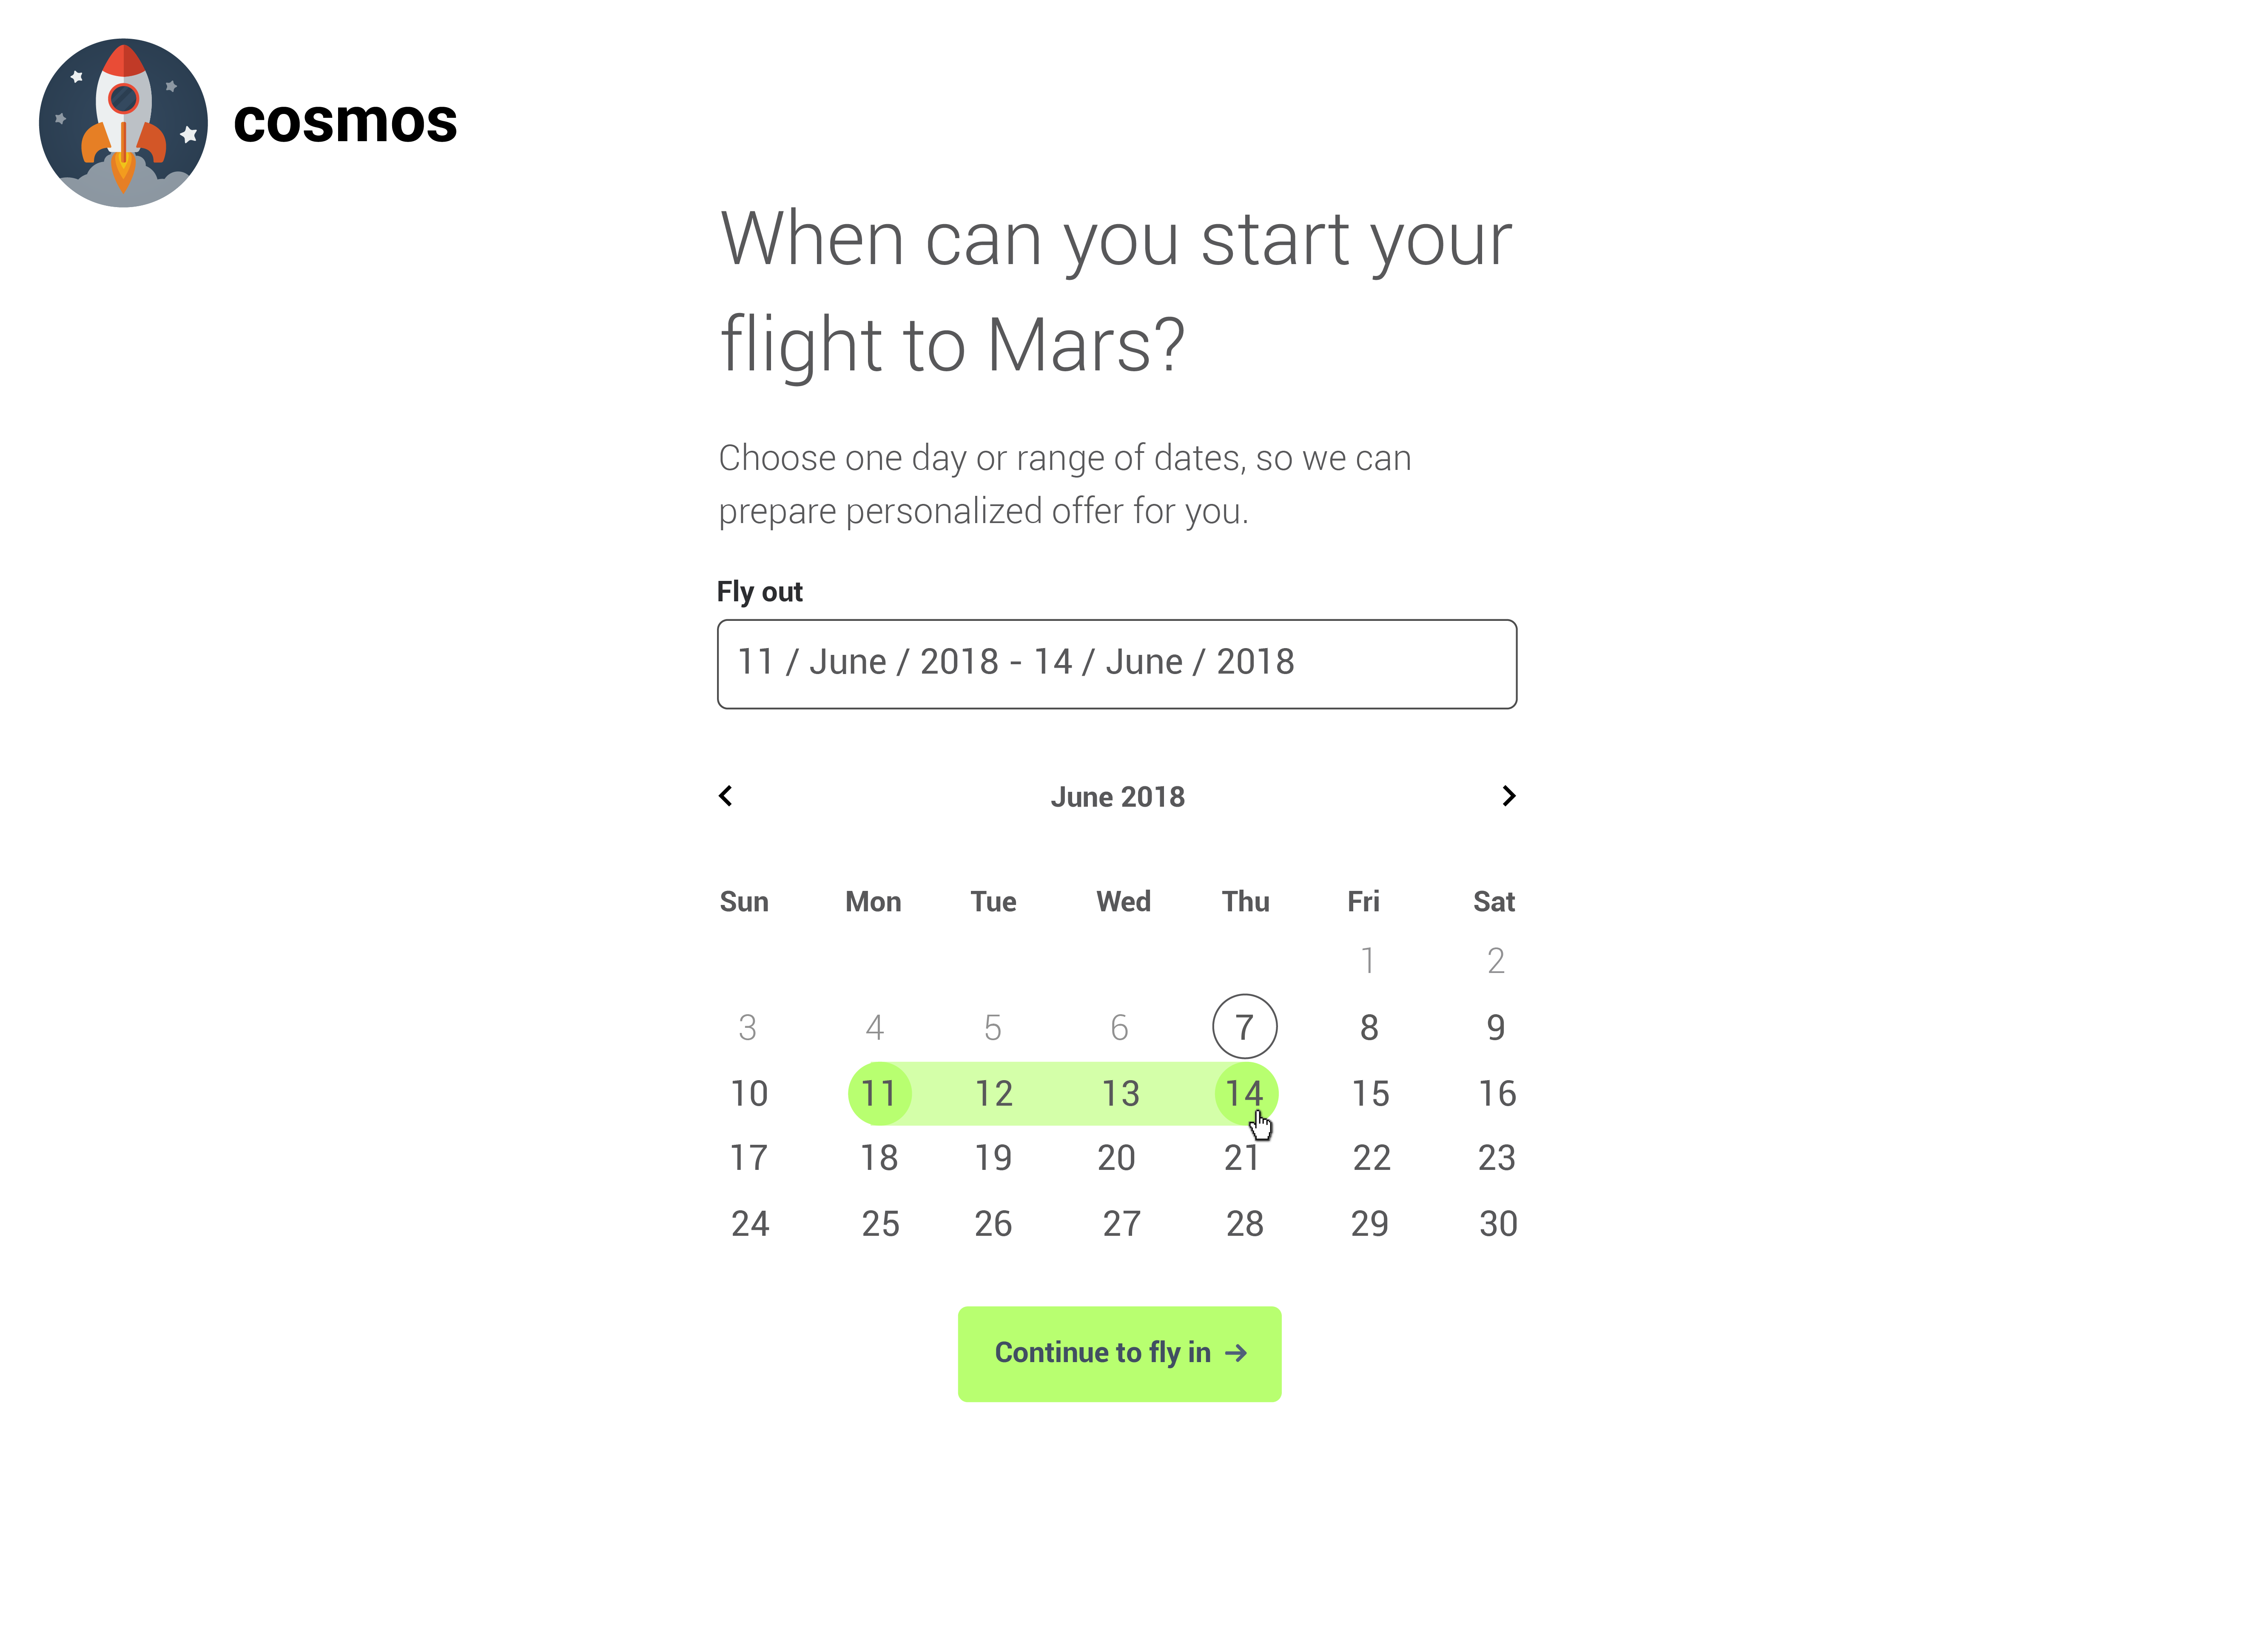 cosmos
When can you start your
flight to Mars?
Choose one day or range of dates, so we can
prepare personalized offer for you.
Fly out
11 / June / 2018 - 14 / June / 2018
June 2018
Sun Mon Tue Wed Thu Fri Sat
1 2
3 4 5 6 7 8 9
10 11 12 13 14 15 16
17 18 19 20 21 22 23
24 25 26 27 28 29 30
Continue to fly in →